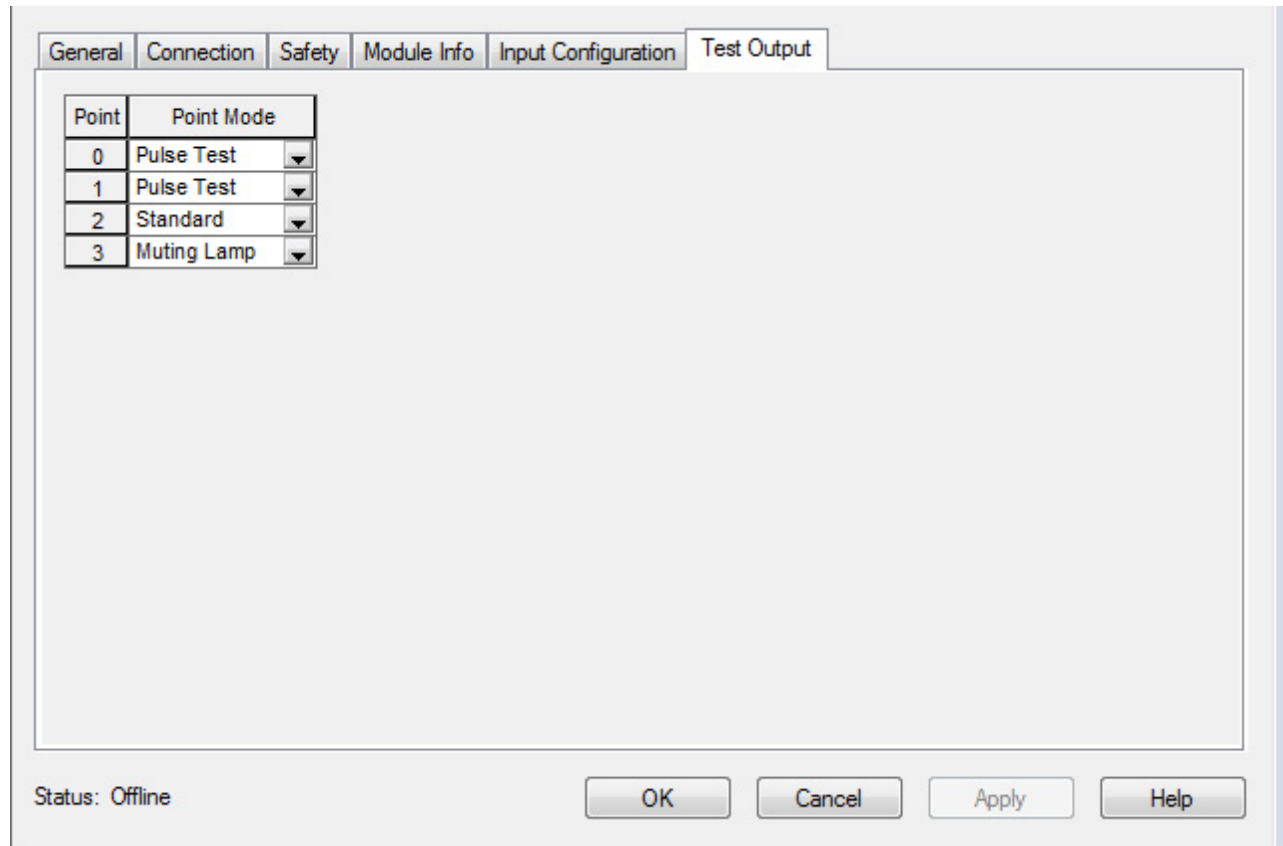 General Connection Safety Module Info Input Configuration Test Output
Point Point Mode
0 Pulse Test
1 Pulse Test
2 Standard
3 Muting Lamp
Status: Offline OK Cancel Apply Help